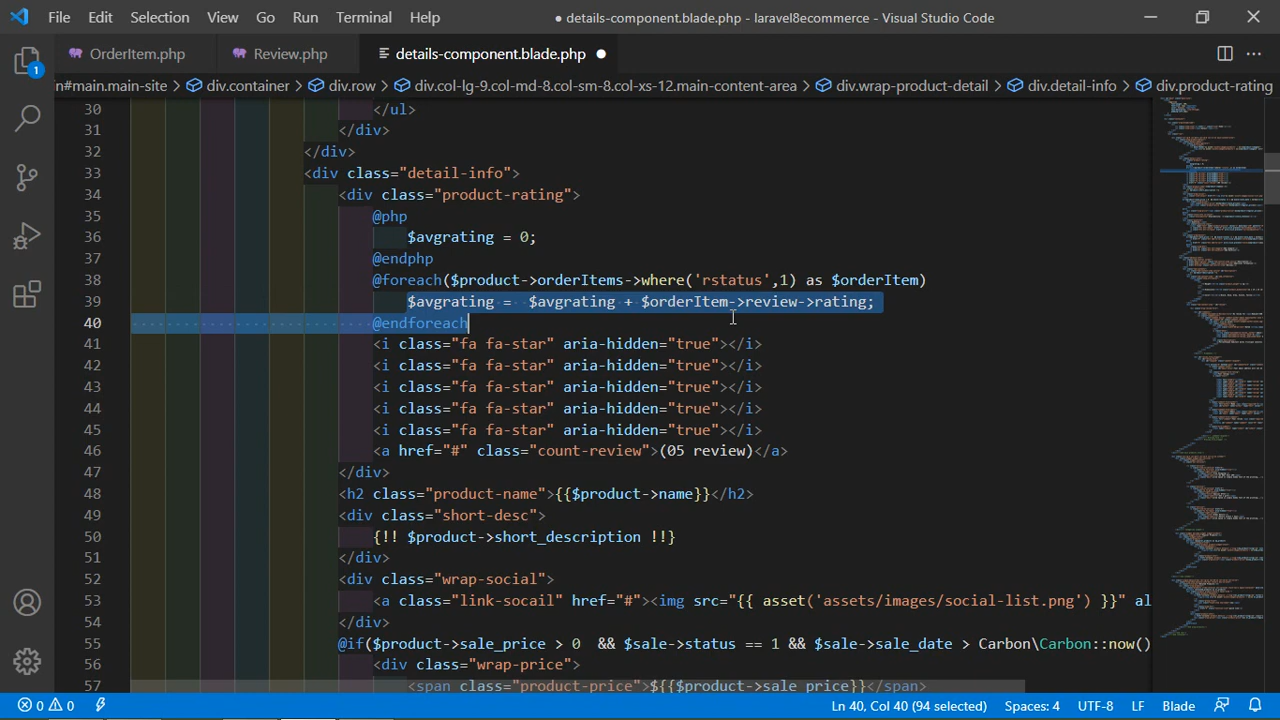 File Edit Selection View Go Run Terminal Help ● details-component.blade.php - laravel8ecommerce - Visual Studio Code
OrderItem.php Review.php details-component.blade.php
n#main.main-site > div.container > div.row > div.col-lg-9.col-md-8.col-sm-8.col-xs-12.main-content-area > div.wrap-product-detail > div.detail-info > div.product-rating
1
30 </ul>
31 </div>
32 </div>
33 <div class="detail-info">
34 <div class="product-rating">
35 @php
36 $avgrating = 0;
37 @endphp
38 @foreach($product->orderItems->where('rstatus',1) as $orderItem)
39 $avgrating =  $avgrating + $orderItem->review->rating;
40 @endforeach
41 <i class="fa fa-star" aria-hidden="true"></i>
42 <i class="fa fa-star" aria-hidden="true"></i>
43 <i class="fa fa-star" aria-hidden="true"></i>
44 <i class="fa fa-star" aria-hidden="true"></i>
45 <i class="fa fa-star" aria-hidden="true"></i>
46 <a href="#" class="count-review">(05 review)</a>
47 </div>
48 <h2 class="product-name">{{$product->name}}</h2>
49 <div class="short-desc">
50 {!! $product->short_description !!}
51 </div>
52 <div class="wrap-social">
53 <a class="link-socail" href="#"><img src="{{ asset('assets/images/social-list.png') }}" al
54 </div>
55 @if($product->sale_price > 0  && $sale->status == 1 && $sale->sale_date > Carbon\Carbon::now()
56 <div class="wrap-price">
57 <span class="product-price">${{$product->sale_price}}</span>
0 0 Ln 40, Col 40 (94 selected) Spaces: 4 UTF-8 LF Blade